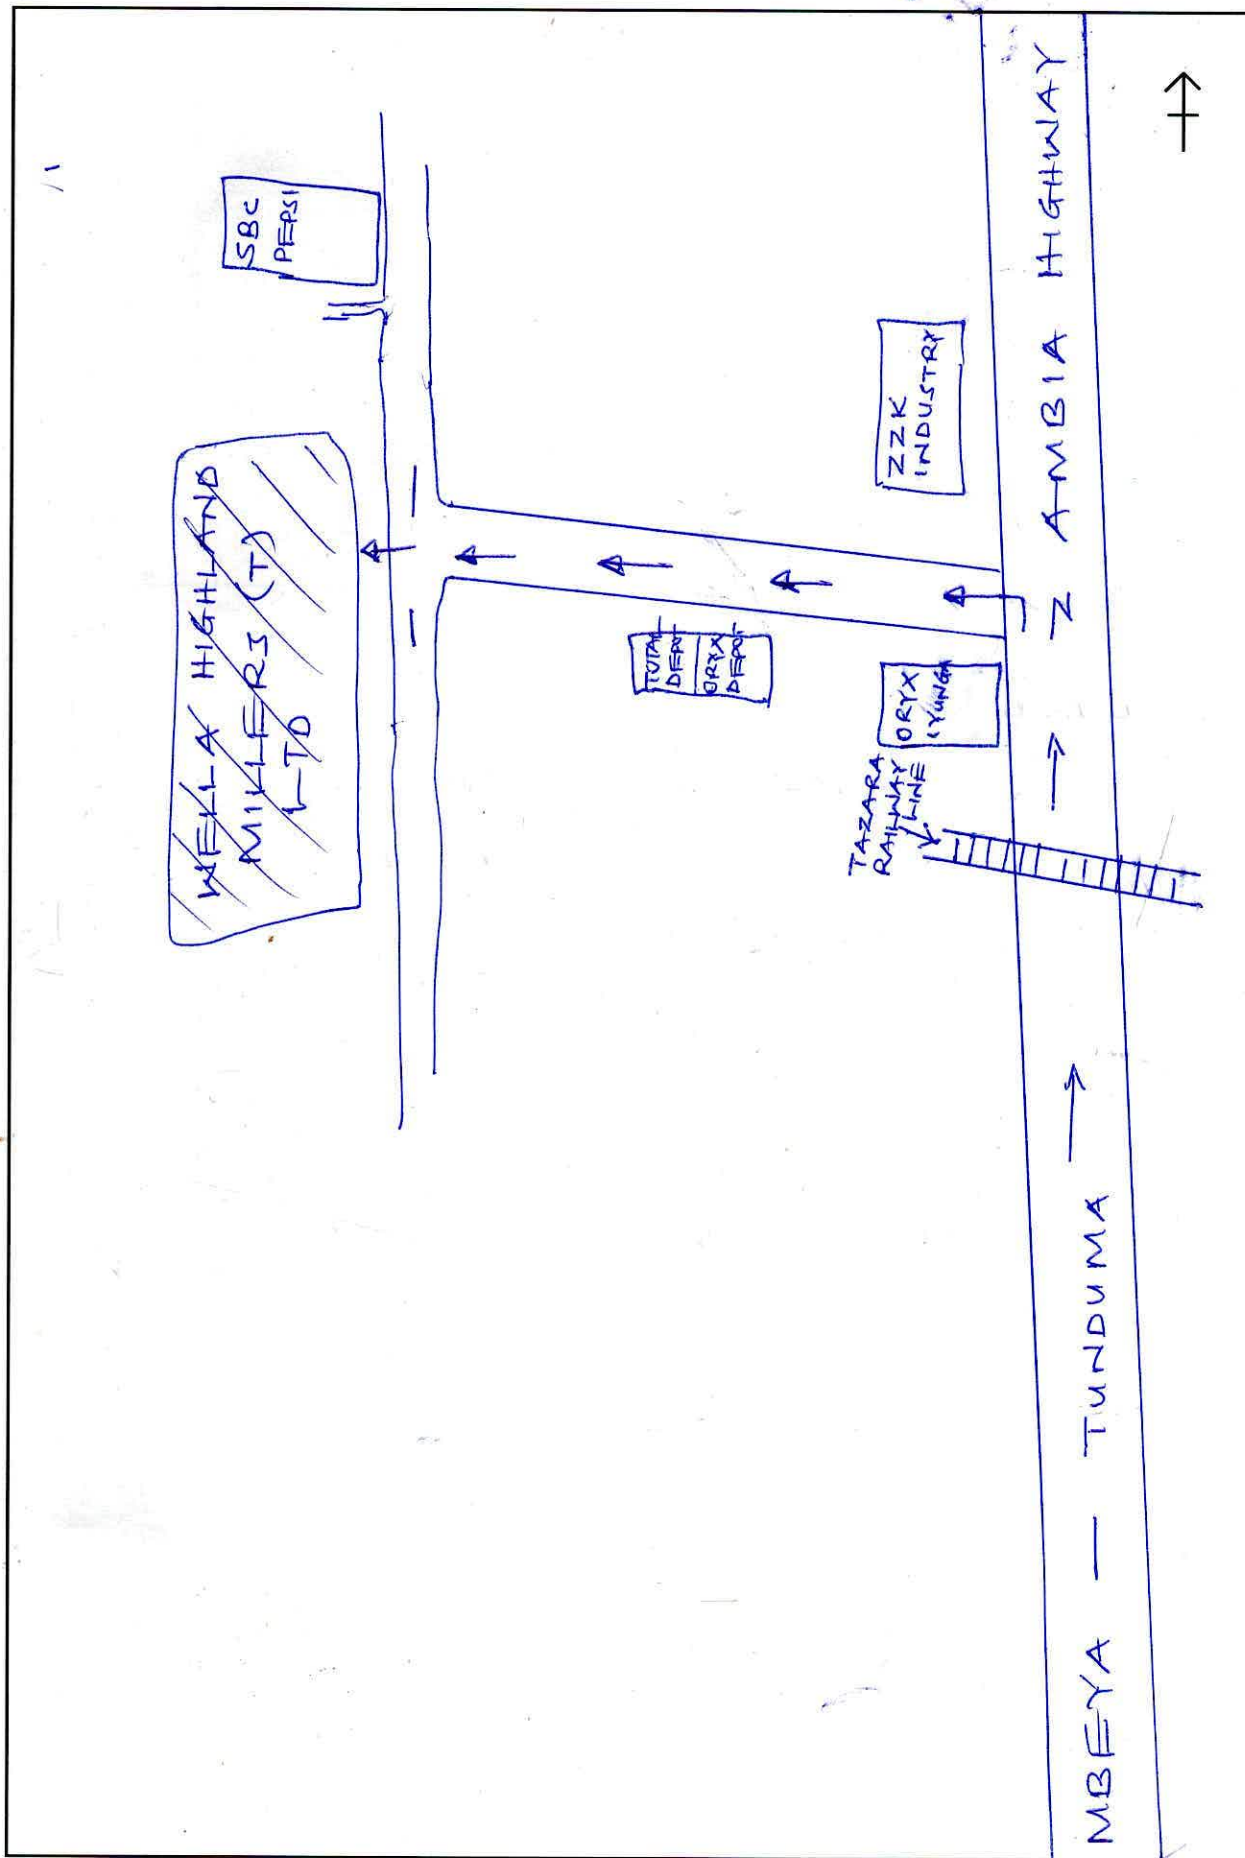 SBC
PEPSI
WELLA HIGHLAND
MILLERS (T)
LTD
ZZK
INDUSTRY
TOTAL
DEPOT
ORYX
DEPOT
ORYX
IYUNGA
TAZARA
RAILWAY
LINE
MBEYA — TUNDUMA → → Z AMBIA HIGHWAY